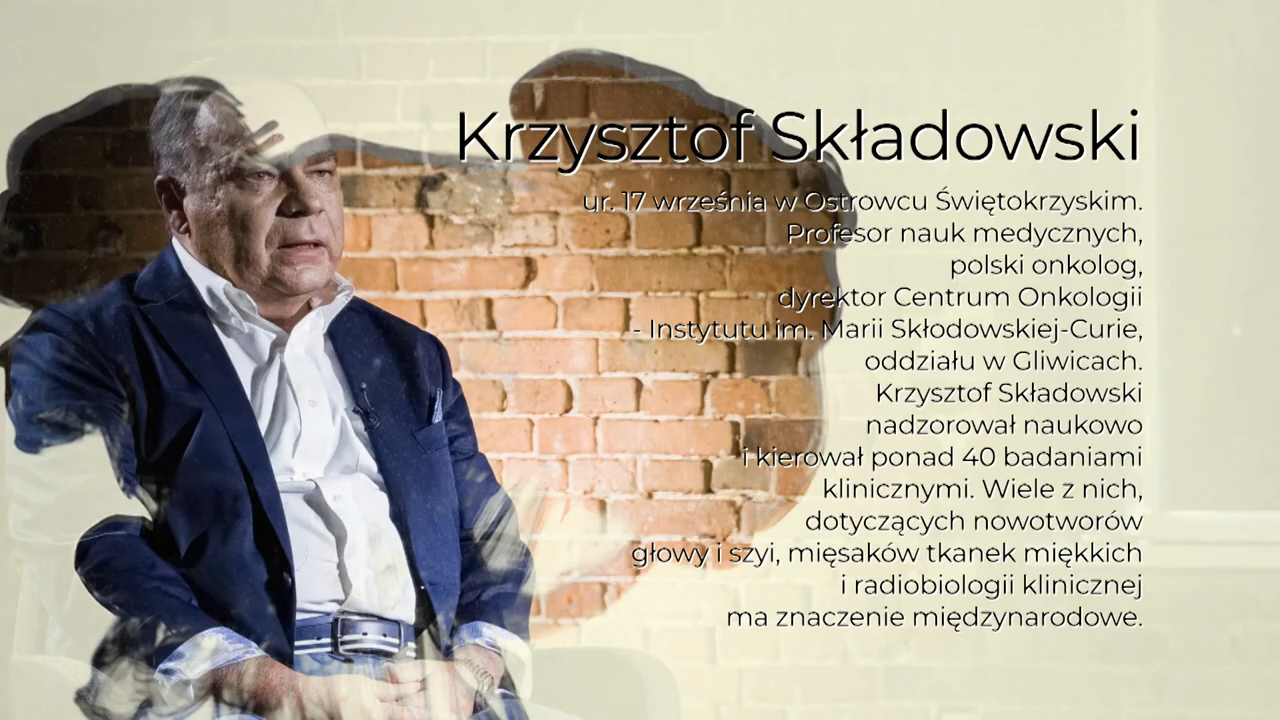 Krzysztof Składowski
ur. 17 września w Ostrowcu Świętokrzyskim.
Profesor nauk medycznych,
polski onkolog,
dyrektor Centrum Onkologii
- Instytutu im. Marii Skłodowskiej-Curie,
oddziału w Gliwicach.
Krzysztof Składowski
nadzorował naukowo
i kierował ponad 40 badaniami
klinicznymi. Wiele z nich,
dotyczących nowotworów
głowy i szyi, mięsaków tkanek miękkich
i radiobiologii klinicznej
ma znaczenie międzynarodowe.